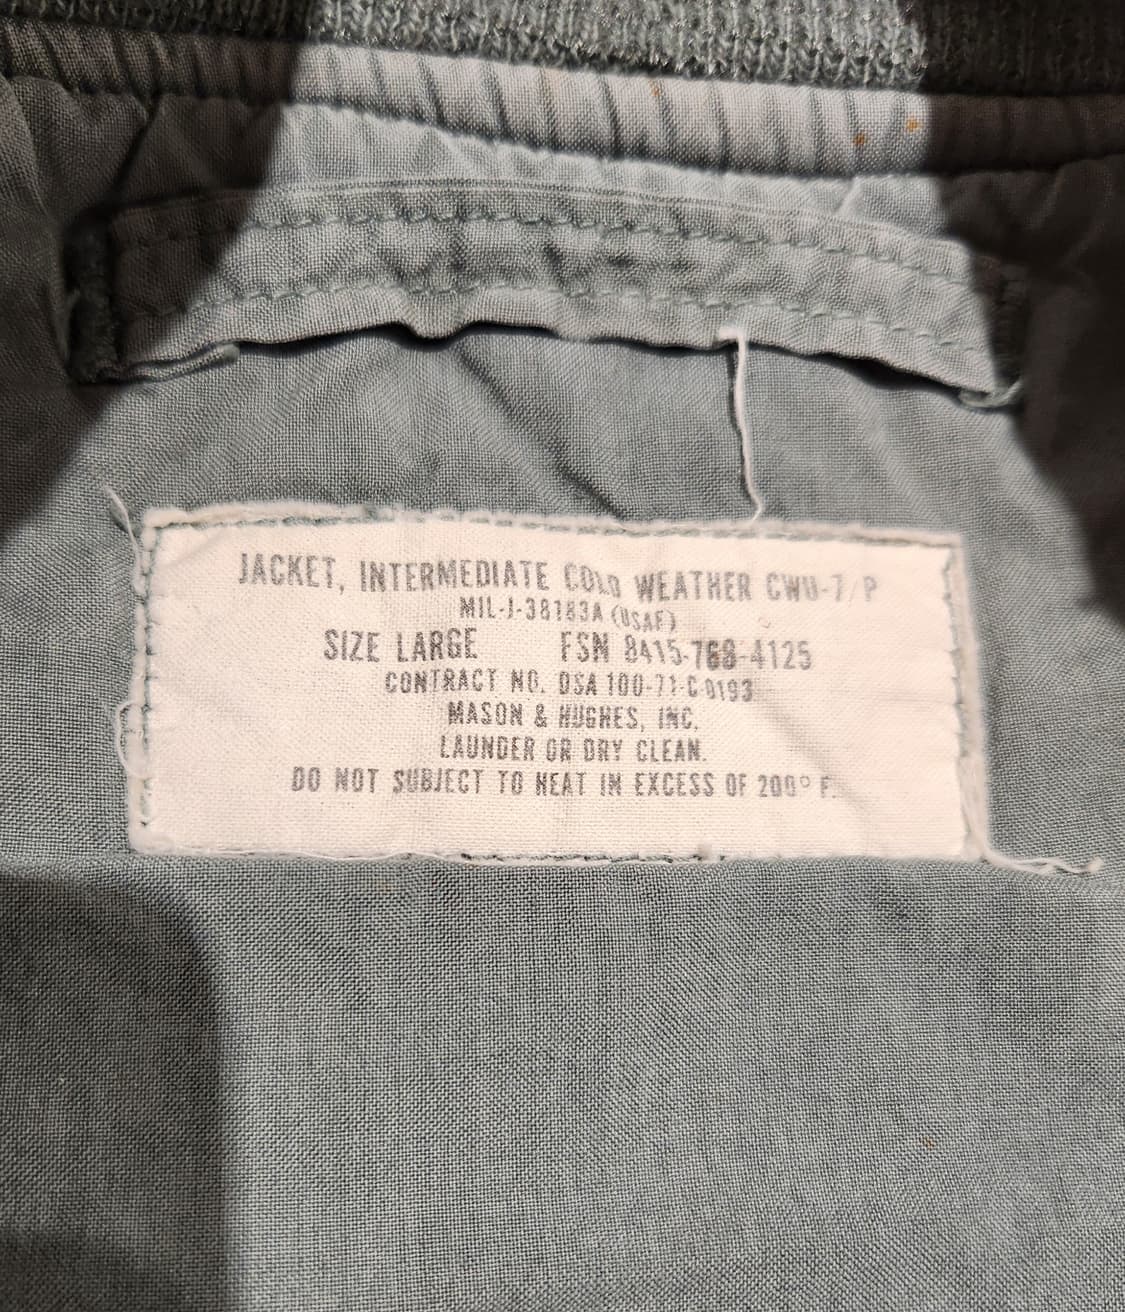 JACKET, INTERMEDIATE COLD WEATHER CWU-7/P
MIL-J-38183A (USAF)
SIZE LARGE FSN 8415-768-4125
CONTRACT NO. DSA 100-71-C-0193
MASON & HUGHES, INC.
LAUNDER OR DRY CLEAN.
DO NOT SUBJECT TO HEAT IN EXCESS OF 200° F.